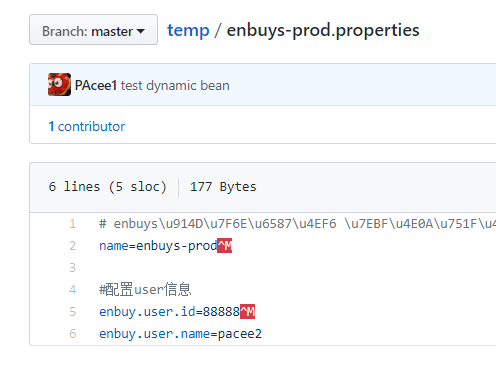 Branch: master temp / enbuys-prod.properties
PAcee1 test dynamic bean
1 contributor
6 lines (5 sloc) 177 Bytes
1 # enbuys\u914D\u7F6E\u6587\u4EF6 \u7EBF\u4E0A\u751F\u4
2 name=enbuys-prod^M
3
4 #配置user信息
5 enbuy.user.id=88888^M
6 enbuy.user.name=pacee2